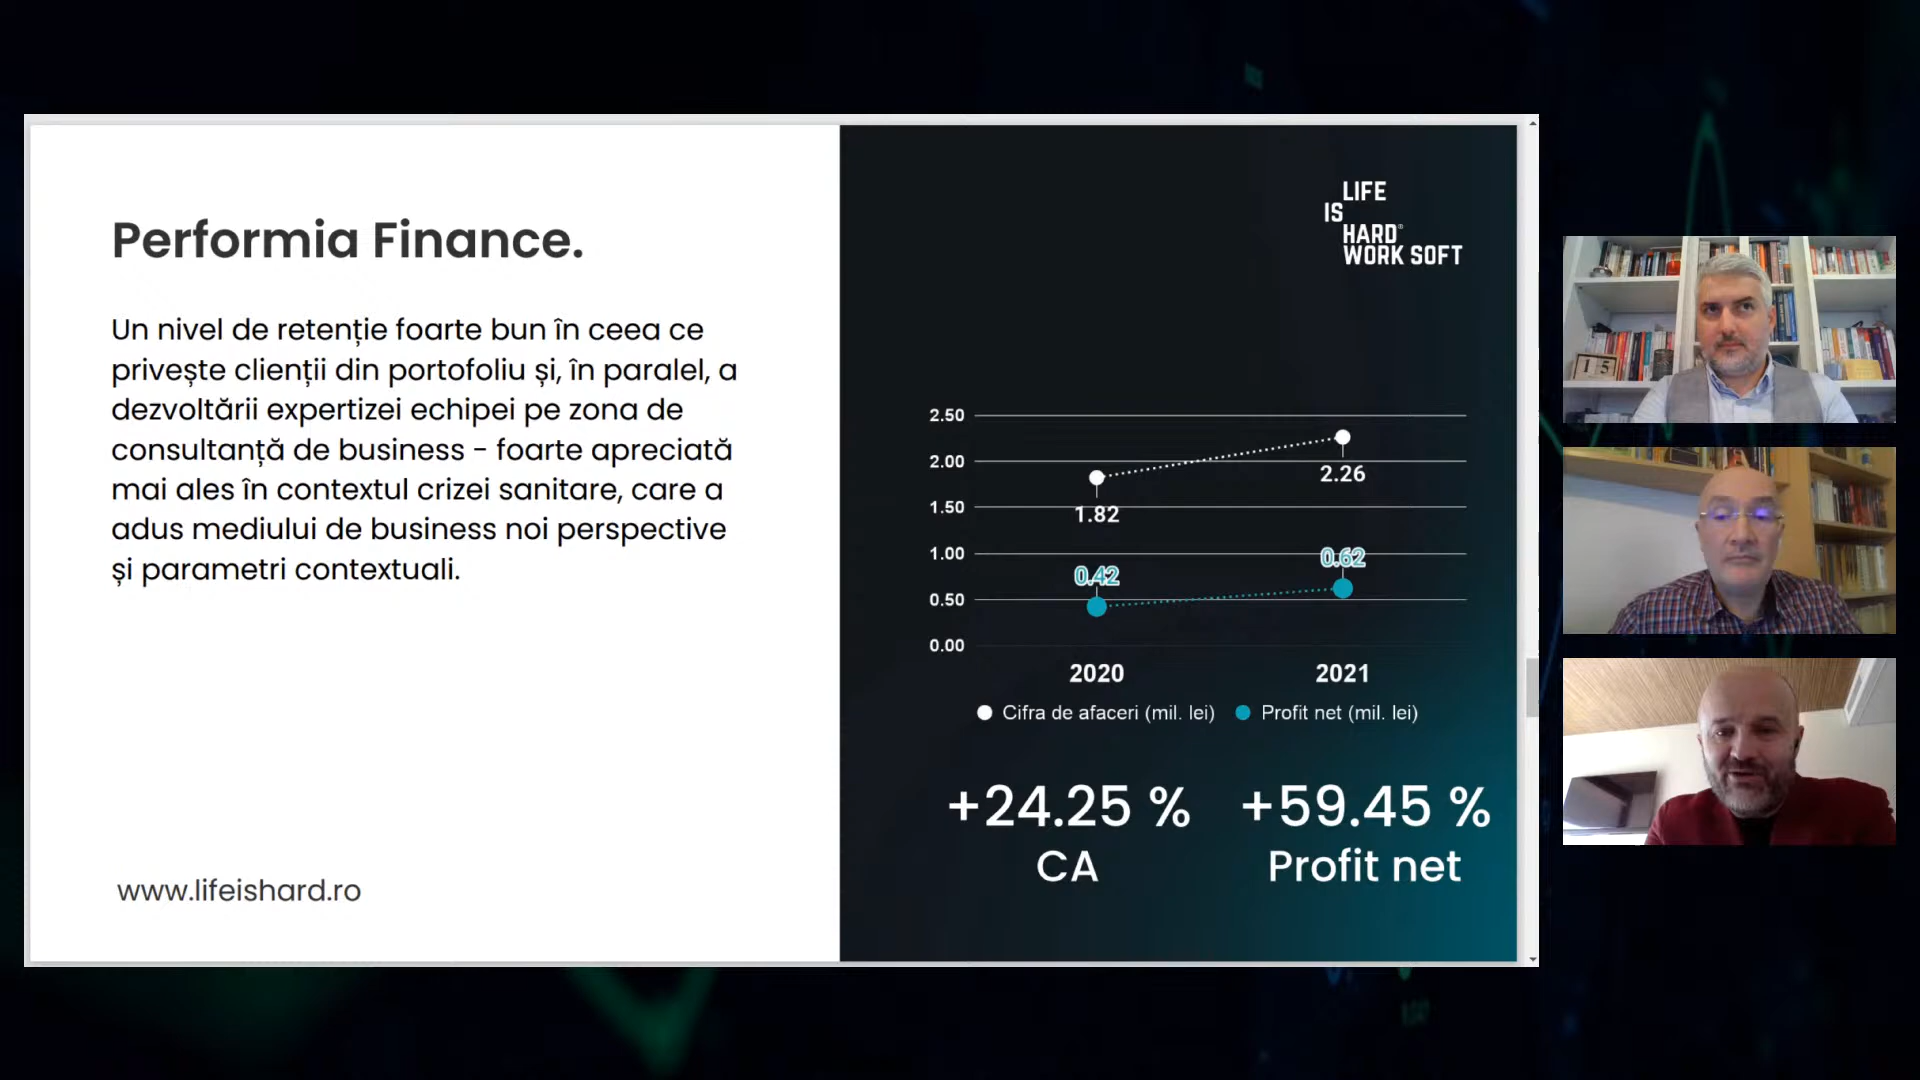 Performia Finance.
Un nivel de retenție foarte bun în ceea ce
privește clienții din portofoliu și, în paralel, a
dezvoltării expertizei echipei pe zona de
consultanță de business - foarte apreciată
mai ales în contextul crizei sanitare, care a
adus mediului de business noi perspective
și parametri contextuali.
www.lifeishard.ro
LIFE
IS
HARD®
WORK SOFT
2.50
2.00
1.50
1.00
0.50
0.00
1.82
2.26
0.42
0.62
2020
2021
Cifra de afaceri (mil. lei)
Profit net (mil. lei)
+24.25 %
CA
+59.45 %
Profit net
15